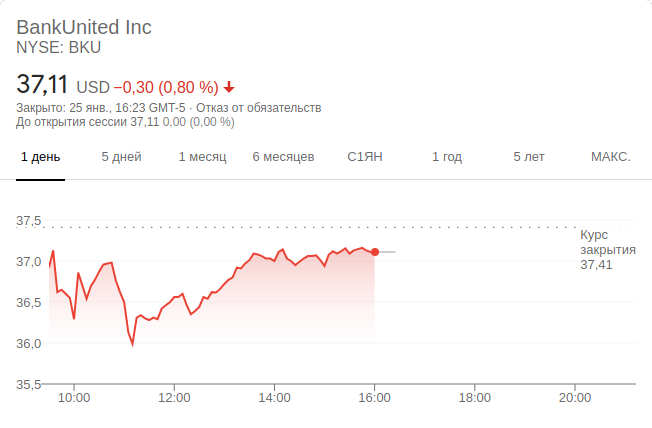 BankUnited Inc
NYSE: BKU
37,11 USD −0,30 (0,80 %)
Закрыто: 25 янв., 16:23 GMT-5 · Отказ от обязательств
До открытия сессии 37,11 0,00 (0,00 %)
1 день 5 дней 1 месяц 6 месяцев С1ЯН 1 год 5 лет МАКС.
37,5
Курс
закрытия
37,41
37,0
36,5
36,0
35,5
10:00 12:00 14:00 16:00 18:00 20:00